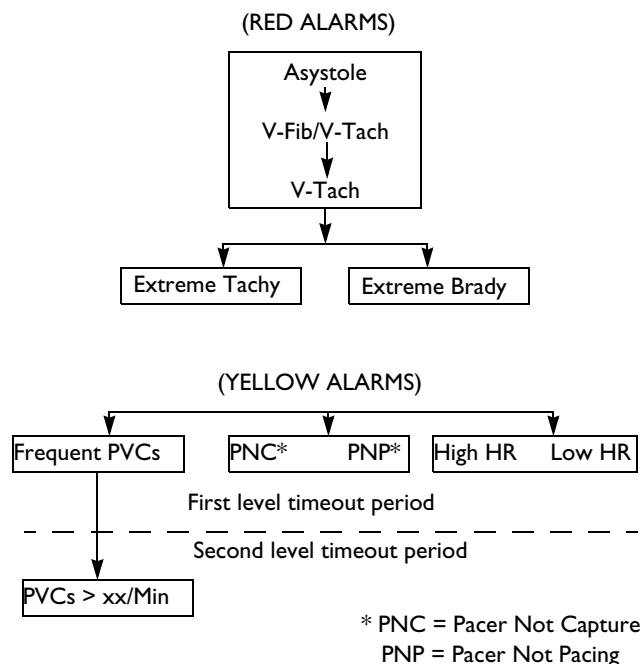 (RED ALARMS)
Asystole
V-Fib/V-Tach
V-Tach
Extreme Tachy
Extreme Brady
(YELLOW ALARMS)
Frequent PVCs
PNC* PNP*
High HR Low HR
First level timeout period
Second level timeout period
PVCs > xx/Min
* PNC = Pacer Not Capture
PNP = Pacer Not Pacing